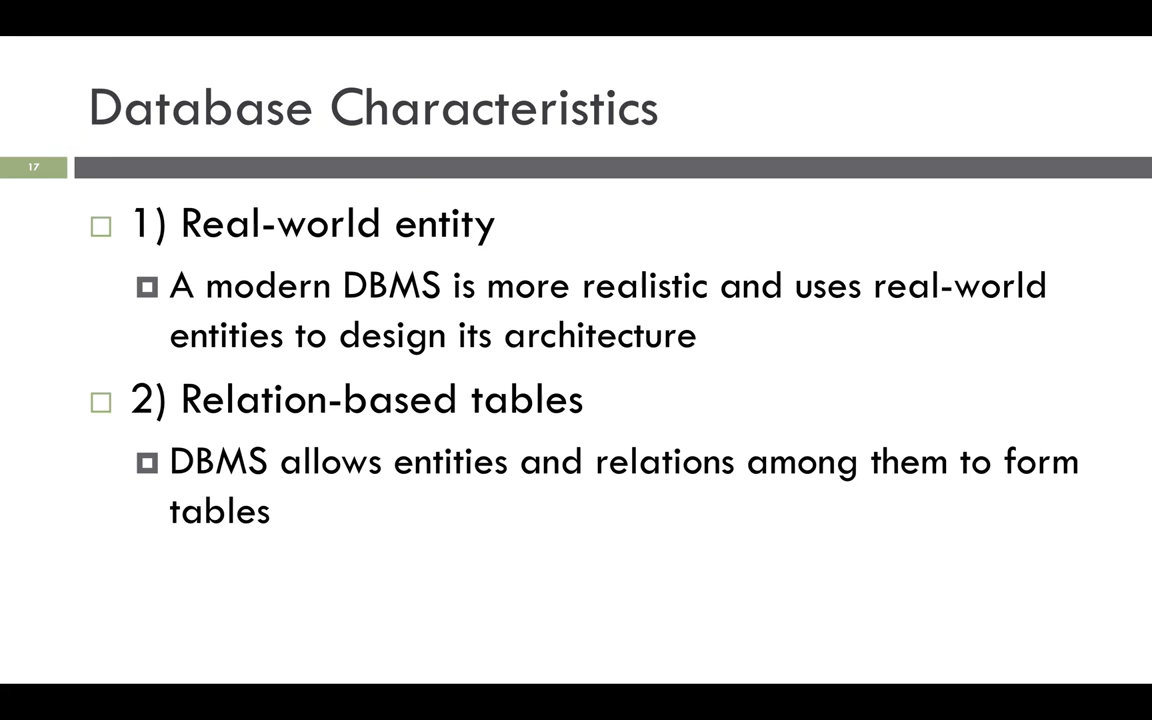 Database Characteristics
17
1) Real-world entity
A modern DBMS is more realistic and uses real-world
entities to design its architecture
2) Relation-based tables
DBMS allows entities and relations among them to form
tables